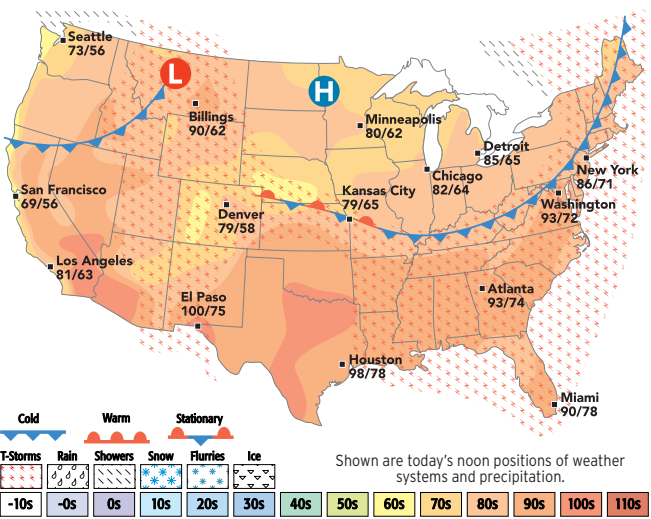 Seattle
73/56
L
H
Billings
90/62
Minneapolis
80/62
Detroit
85/65
New York
86/71
Chicago
82/64
San Francisco
69/56
Kansas City
79/65
Washington
93/72
Denver
79/58
Los Angeles
81/63
El Paso
100/75
Atlanta
93/74
Houston
98/78
Miami
90/78
Cold Warm Stationary
T-Storms Rain Showers Snow Flurries Ice
Shown are today's noon positions of weather
systems and precipitation.
-10s -0s 0s 10s 20s 30s 40s 50s 60s 70s 80s 90s 100s 110s